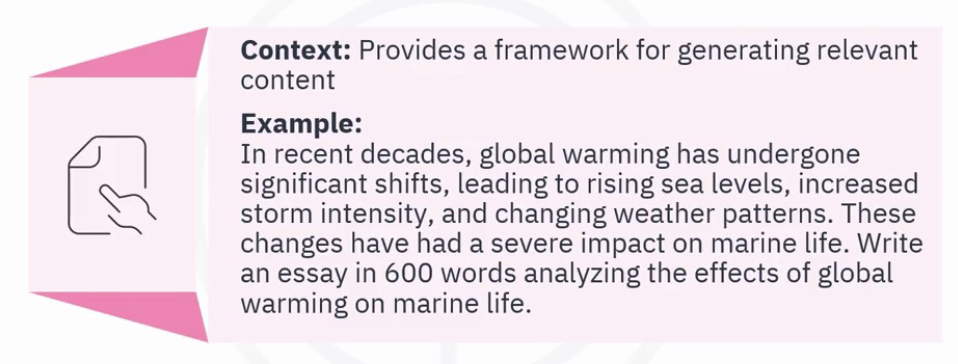 Context: Provides a framework for generating relevant
content
Example:
In recent decades, global warming has undergone
significant shifts, leading to rising sea levels, increased
storm intensity, and changing weather patterns. These
changes have had a severe impact on marine life. Write
an essay in 600 words analyzing the effects of global
warming on marine life.